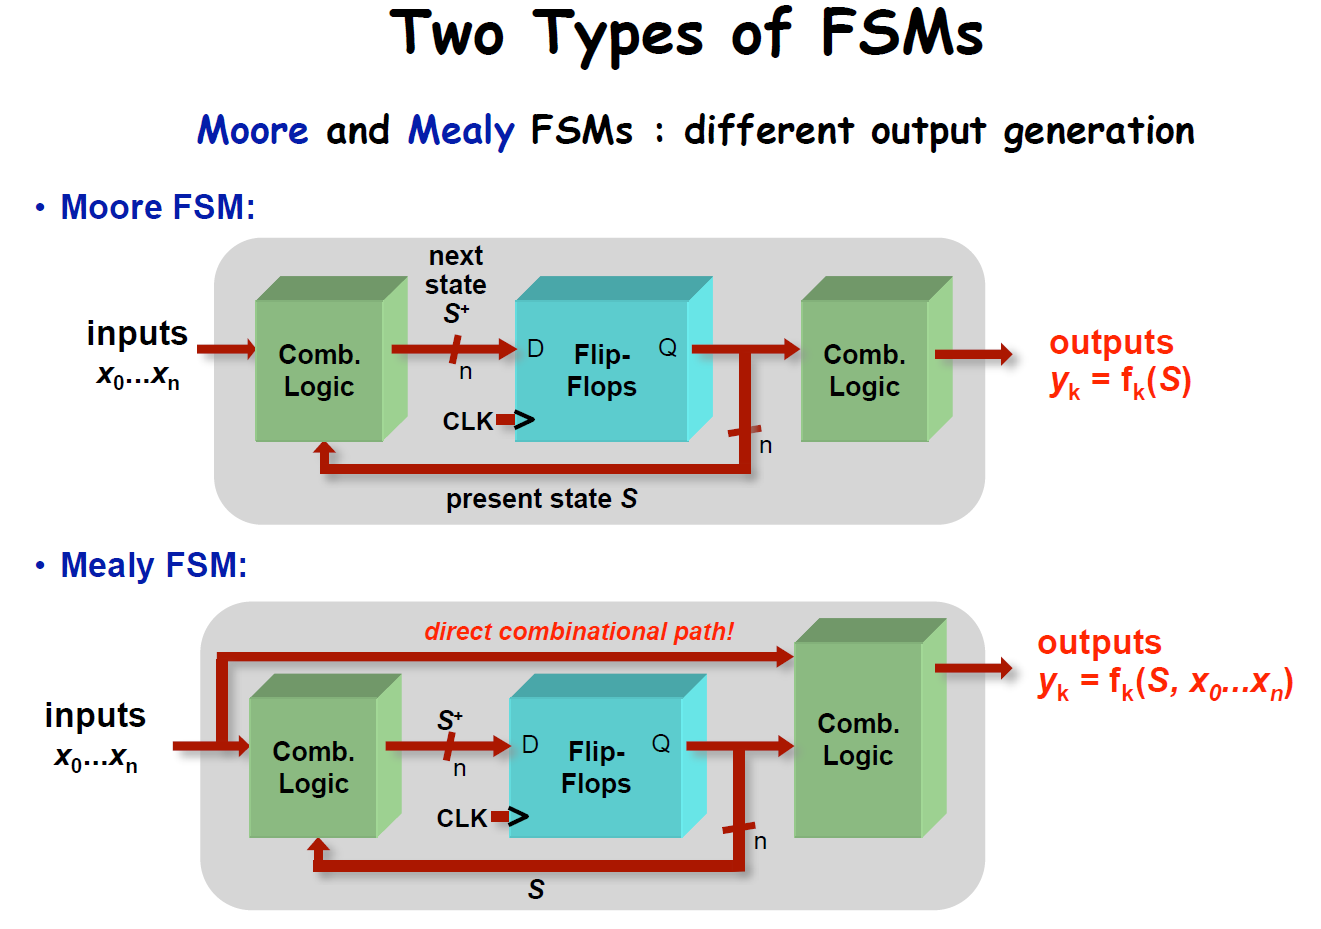 Two Types of FSMs
Moore and Mealy FSMs : different output generation
• Moore FSM:
next
state
S⁺
inputs
x₀...xₙ
Comb.
Logic
n
D
Flip-
Flops
Q
CLK
Comb.
Logic
outputs
yₖ = fₖ(S)
n
present state S
• Mealy FSM:
direct combinational path!
inputs
x₀...xₙ
Comb.
Logic
S⁺
n
D
Flip-
Flops
Q
CLK
Comb.
Logic
outputs
yₖ = fₖ(S, x₀...xₙ)
n
S